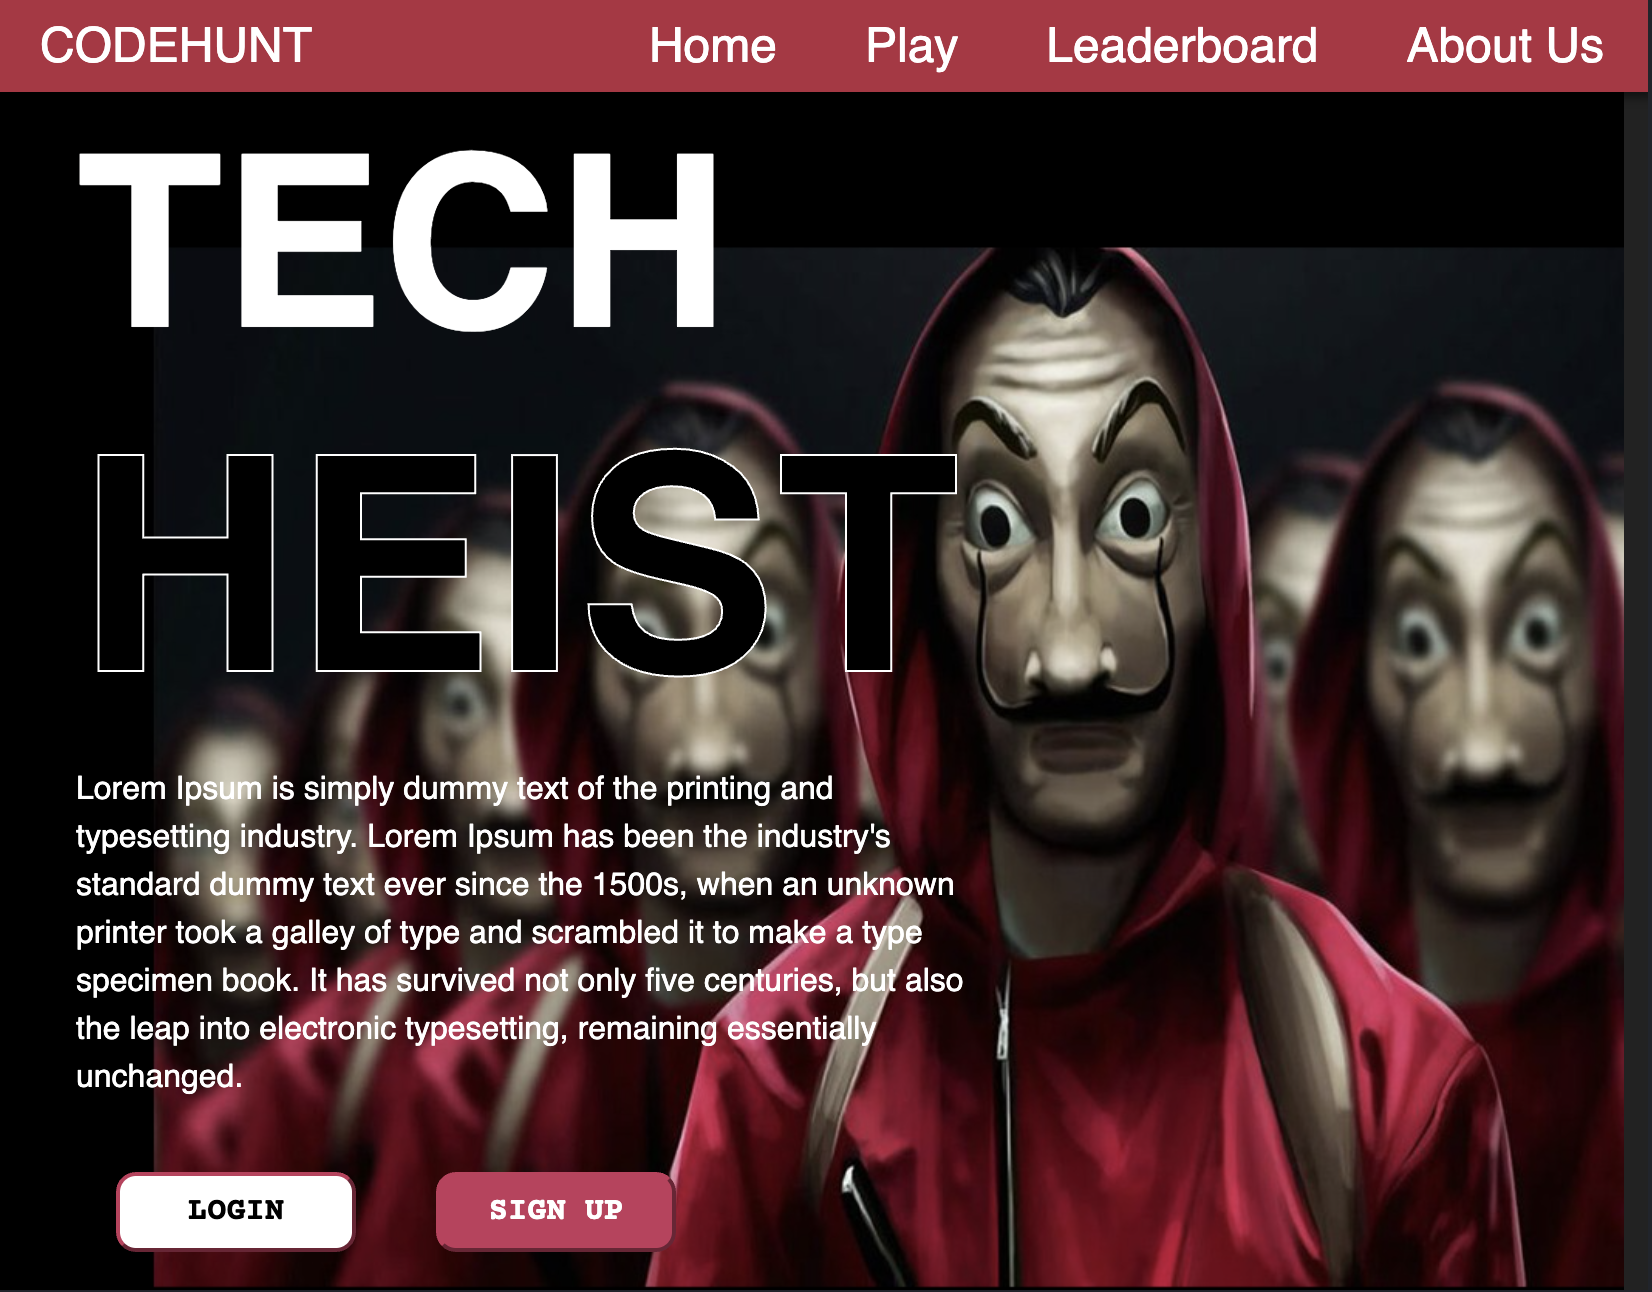 CODEHUNT Home Play Leaderboard About Us
TECH
HEIST
Lorem Ipsum is simply dummy text of the printing and
typesetting industry. Lorem Ipsum has been the industry's
standard dummy text ever since the 1500s, when an unknown
printer took a galley of type and scrambled it to make a type
specimen book. It has survived not only five centuries, but also
the leap into electronic typesetting, remaining essentially
unchanged.
LOGIN SIGN UP